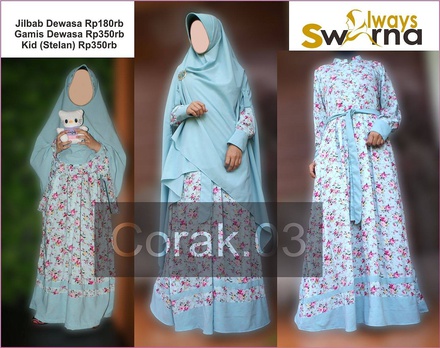 Jilbab Dewasa Rp180rb
Gamis Dewasa Rp350rb
Kid (Stelan) Rp350rb
Always
Swarna
Corak.03